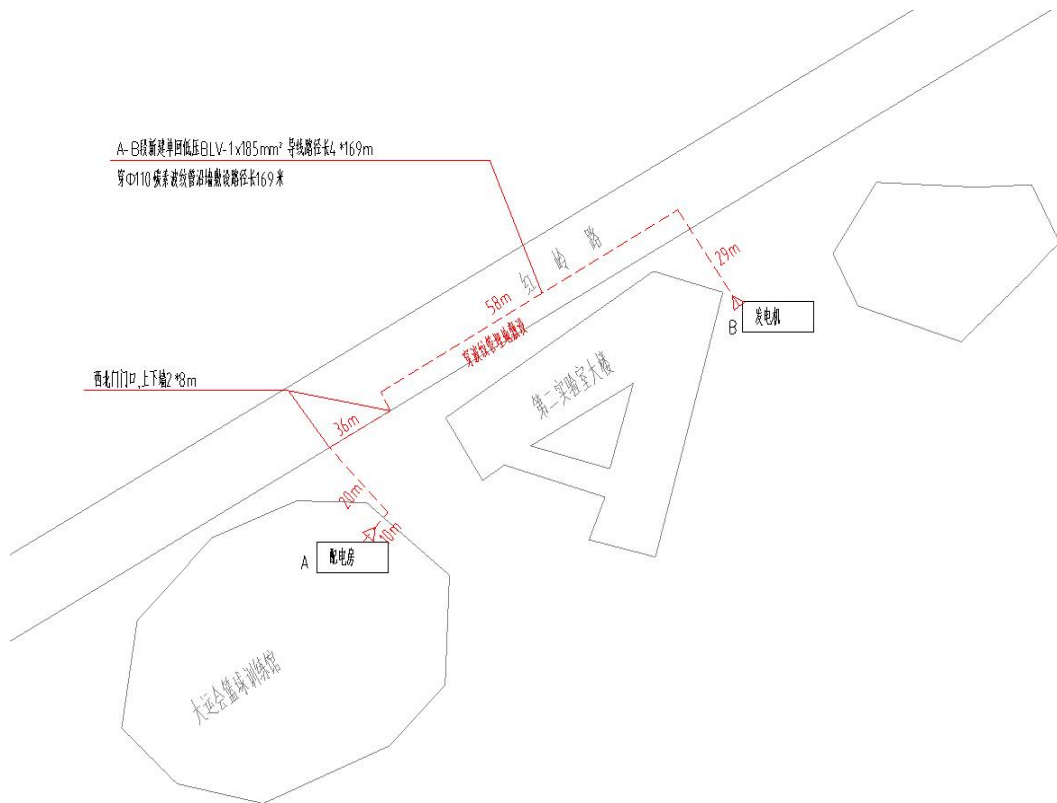 A-B段新建单回低压BLV-1x185mm² 导线路径长4*169m
穿Φ110碳素波纹管沿墙敷设路径长169米
红岭路
29m
58m
B
发电机
穿波纹管埋地敷设
第二实验室大楼
西北门门口,上下墙2*8m
36m
20m
10m
A
配电房
大运会篮球训练馆